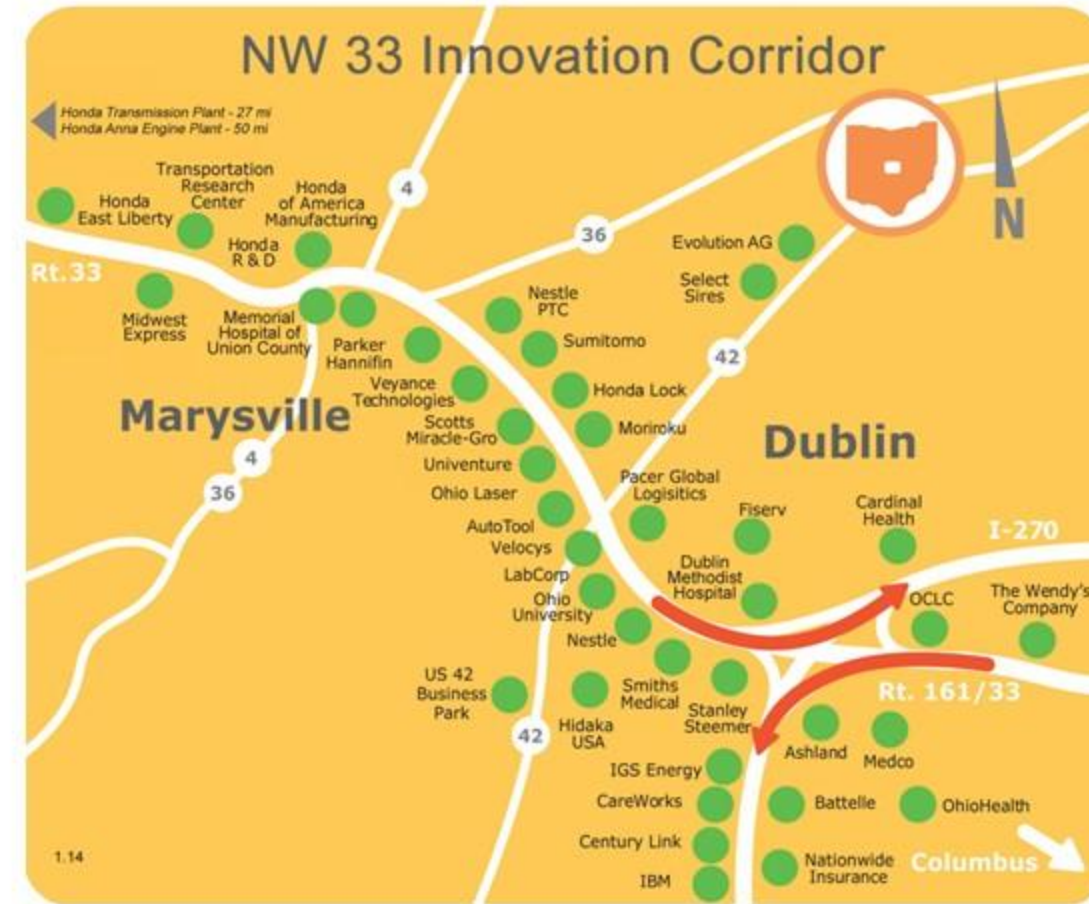 NW 33 Innovation Corridor
Honda Transmission Plant - 27 mi
Honda Anna Engine Plant - 50 mi
N
Rt.33
Honda
East Liberty
Transportation
Research
Center
Honda
R & D
Honda
of America
Manufacturing
4
36
Evolution AG
Select
Sires
42
Midwest
Express
Memorial
Hospital of
Union County
Parker
Hannifin
Veyance
Technologies
Nestle
PTC
Sumitomo
Honda Lock
Moriroku
Marysville
4
36
Scotts
Miracle-Gro
Univenture
Ohio Laser
AutoTool
Velocys
LabCorp
Ohio
University
Nestle
Dublin
Pacer Global
Logisitics
Fiserv
Cardinal
Health
Dublin
Methodist
Hospital
I-270
OCLC
The Wendy's
Company
Rt. 161/33
US 42
Business
Park
42
Hidaka
USA
Smiths
Medical
Stanley
Steemer
Ashland
Medco
IGS Energy
CareWorks
Century Link
IBM
Battelle
OhioHealth
Nationwide
Insurance
Columbus
1.14